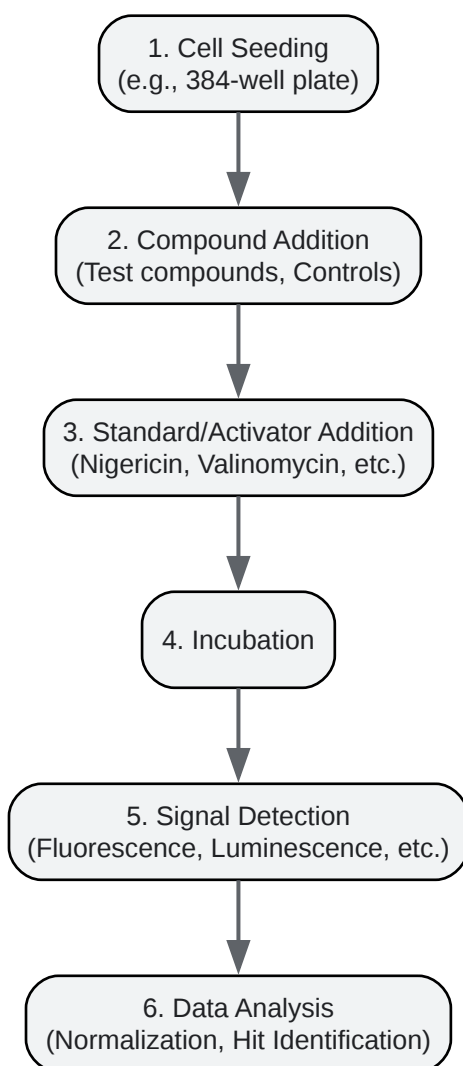 1. Cell Seeding
(e.g., 384-well plate)
2. Compound Addition
(Test compounds, Controls)
3. Standard/Activator Addition
(Nigericin, Valinomycin, etc.)
4. Incubation
5. Signal Detection
(Fluorescence, Luminescence, etc.)
6. Data Analysis
(Normalization, Hit Identification)